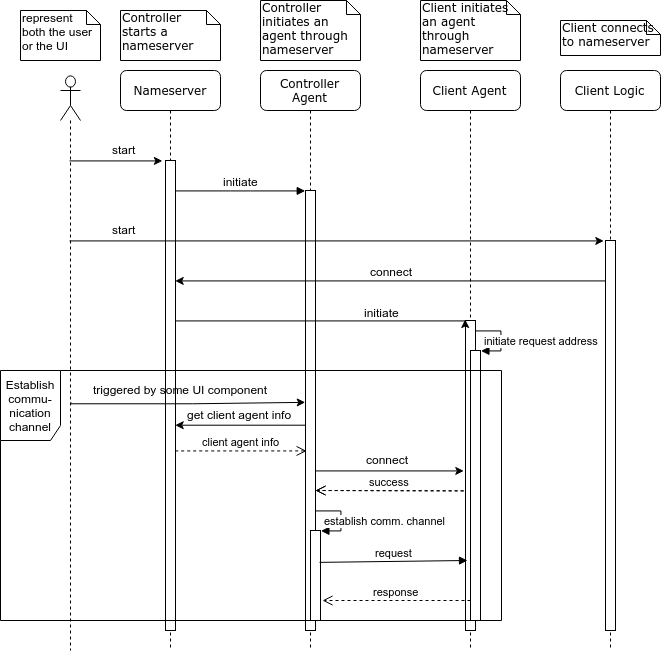 represent
both the user
or the UI
Controller
starts a
nameserver
Controller
initiates an
agent through
nameserver
Client initiates
an agent
through
nameserver
Client connects
to nameserver
Nameserver
Controller
Agent
Client Agent
Client Logic
start
initiate
start
connect
initiate
initiate request address
Establish
commu-
nication
channel
triggered by some UI component
get client agent info
client agent info
connect
success
establish comm. channel
request
response